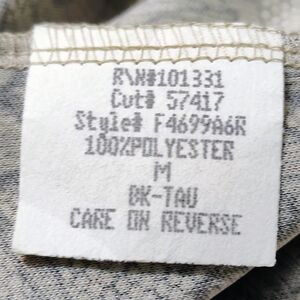 R\N#101331
Cut# 57417
Style# F4699A6R
100%POLYESTER
M
DK-TAU
CARE ON REVERSE